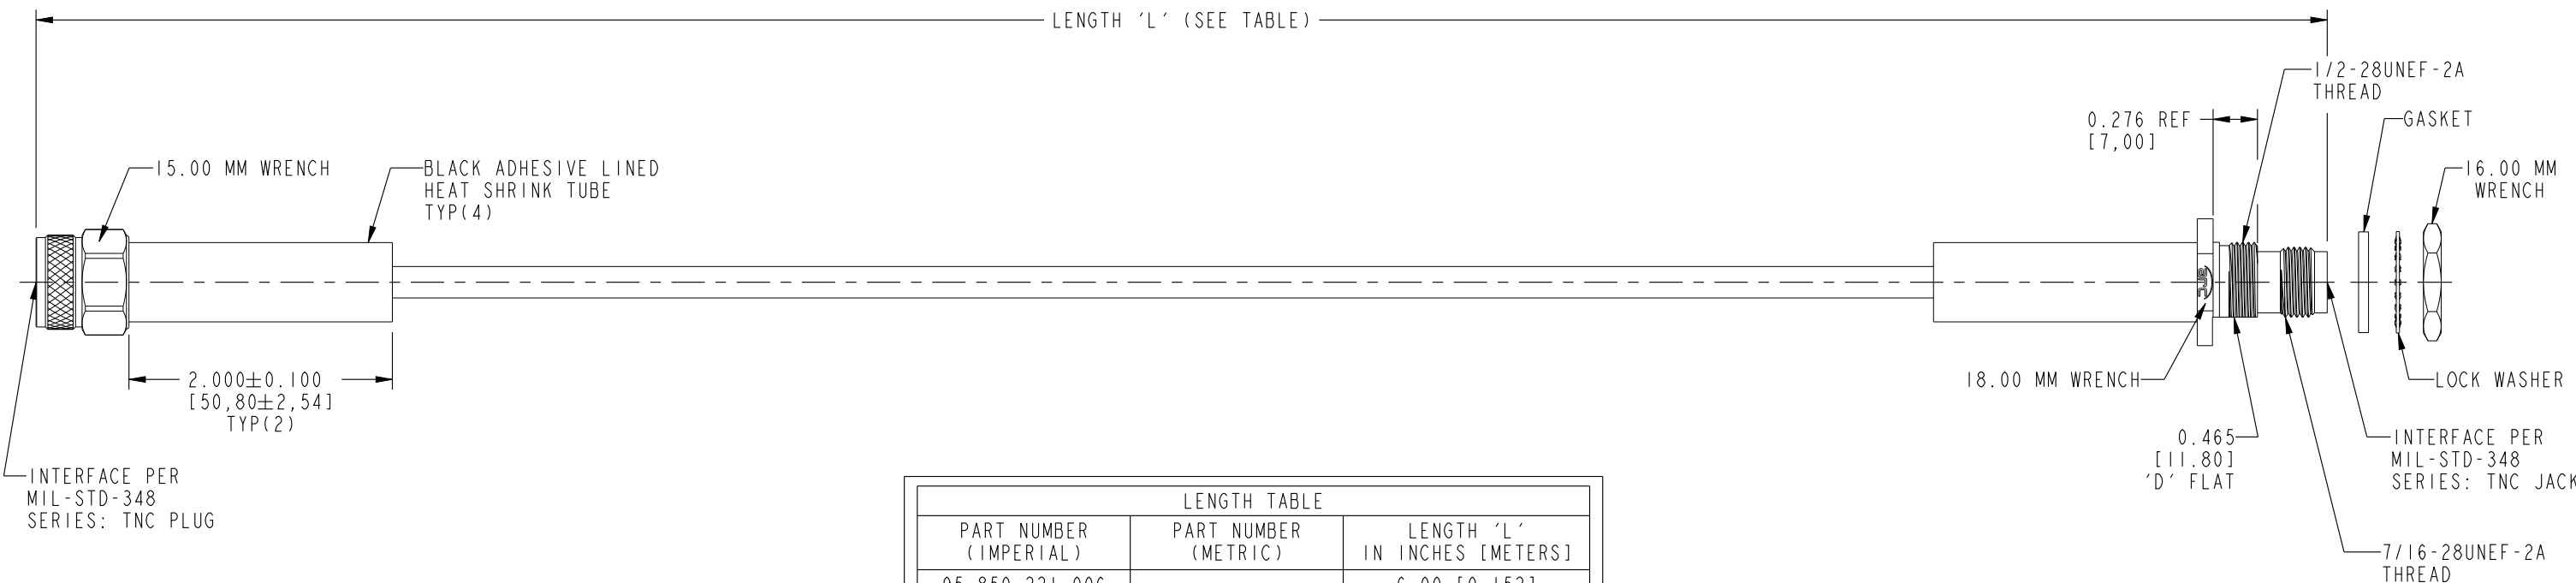 LENGTH 'L' (SEE TABLE)
1/2-28UNEF-2A
THREAD
0.276 REF
[7,00]
GASKET
15.00 MM WRENCH
BLACK ADHESIVE LINED
HEAT SHRINK TUBE
TYP(4)
16.00 MM
WRENCH
2.000±0.100
[50,80±2,54]
TYP(2)
18.00 MM WRENCH
LOCK WASHER
0.465
[11.80]
'D' FLAT
INTERFACE PER
MIL-STD-348
SERIES: TNC JACK
INTERFACE PER
MIL-STD-348
SERIES: TNC PLUG
7/16-28UNEF-2A
THREAD
LENGTH TABLE
PART NUMBER
(IMPERIAL)
PART NUMBER
(METRIC)
LENGTH 'L'
IN INCHES [METERS]